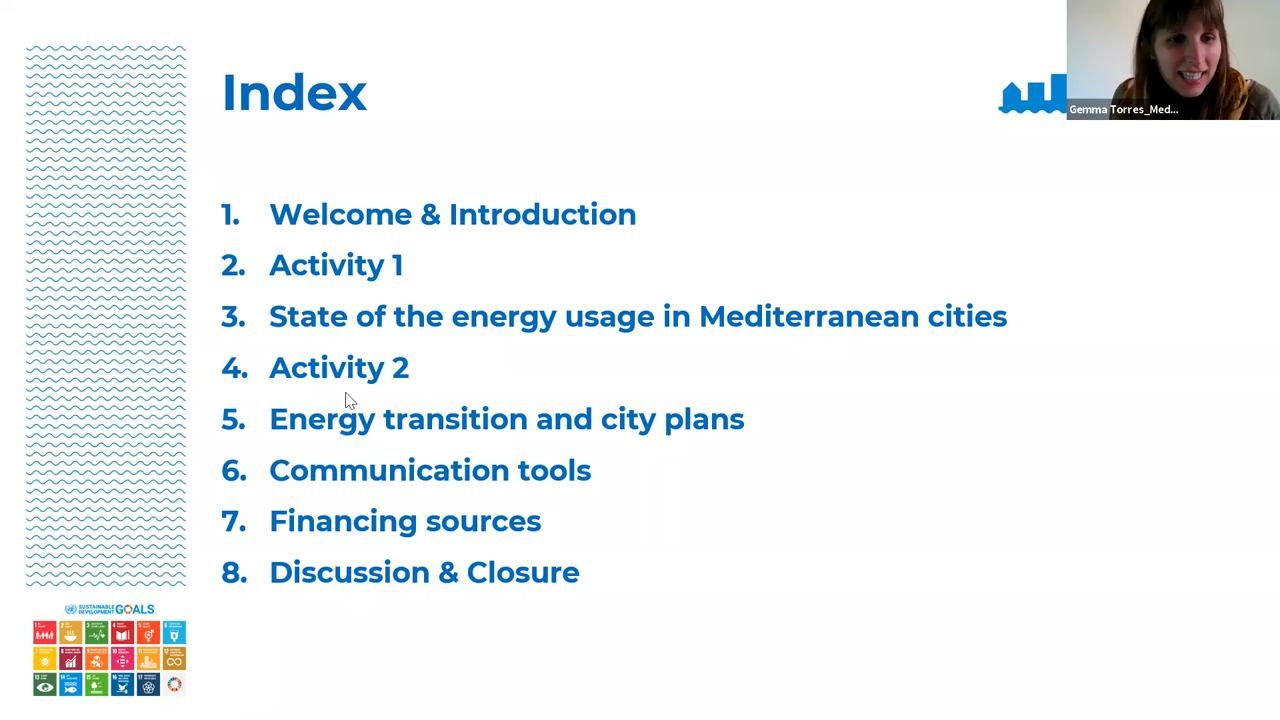 Index
Gemma Torres_Med...
1. Welcome & Introduction
2. Activity 1
3. State of the energy usage in Mediterranean cities
4. Activity 2
5. Energy transition and city plans
6. Communication tools
7. Financing sources
8. Discussion & Closure
SUSTAINABLE
DEVELOPMENT GOALS